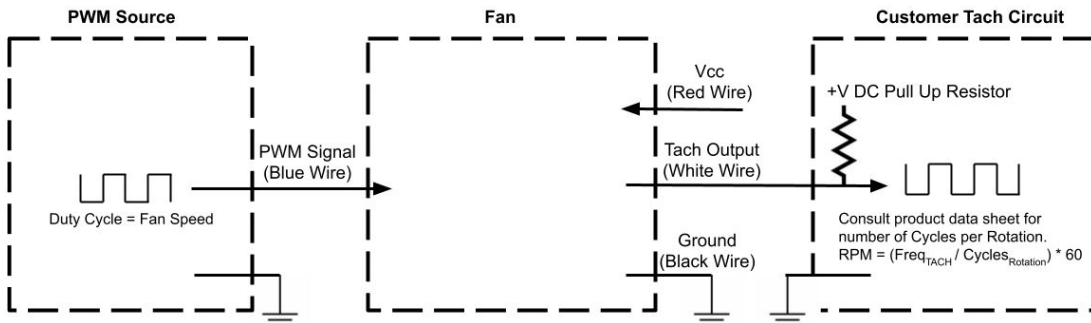 PWM Source
Fan
Customer Tach Circuit
Vcc
(Red Wire)
+V DC Pull Up Resistor
PWM Signal
(Blue Wire)
Tach Output
(White Wire)
Duty Cycle = Fan Speed
Consult product data sheet for
number of Cycles per Rotation.
RPM = (Freq_TACH / Cycles_Rotation) * 60
Ground
(Black Wire)